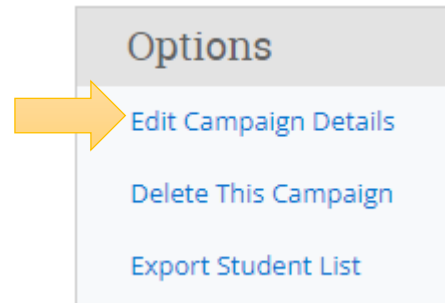 Options
Edit Campaign Details
Delete This Campaign
Export Student List